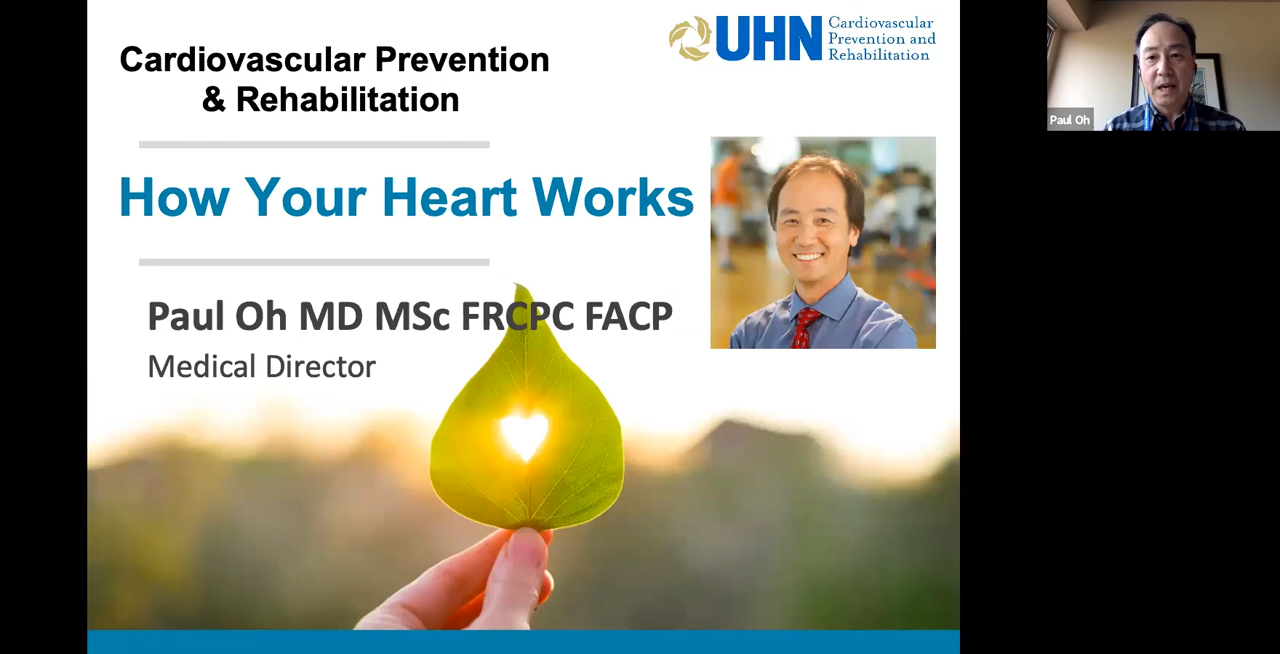 Cardiovascular Prevention
& Rehabilitation
UHN Cardiovascular
Prevention and
Rehabilitation
How Your Heart Works
Paul Oh MD MSc FRCPC FACP
Medical Director
Paul Oh